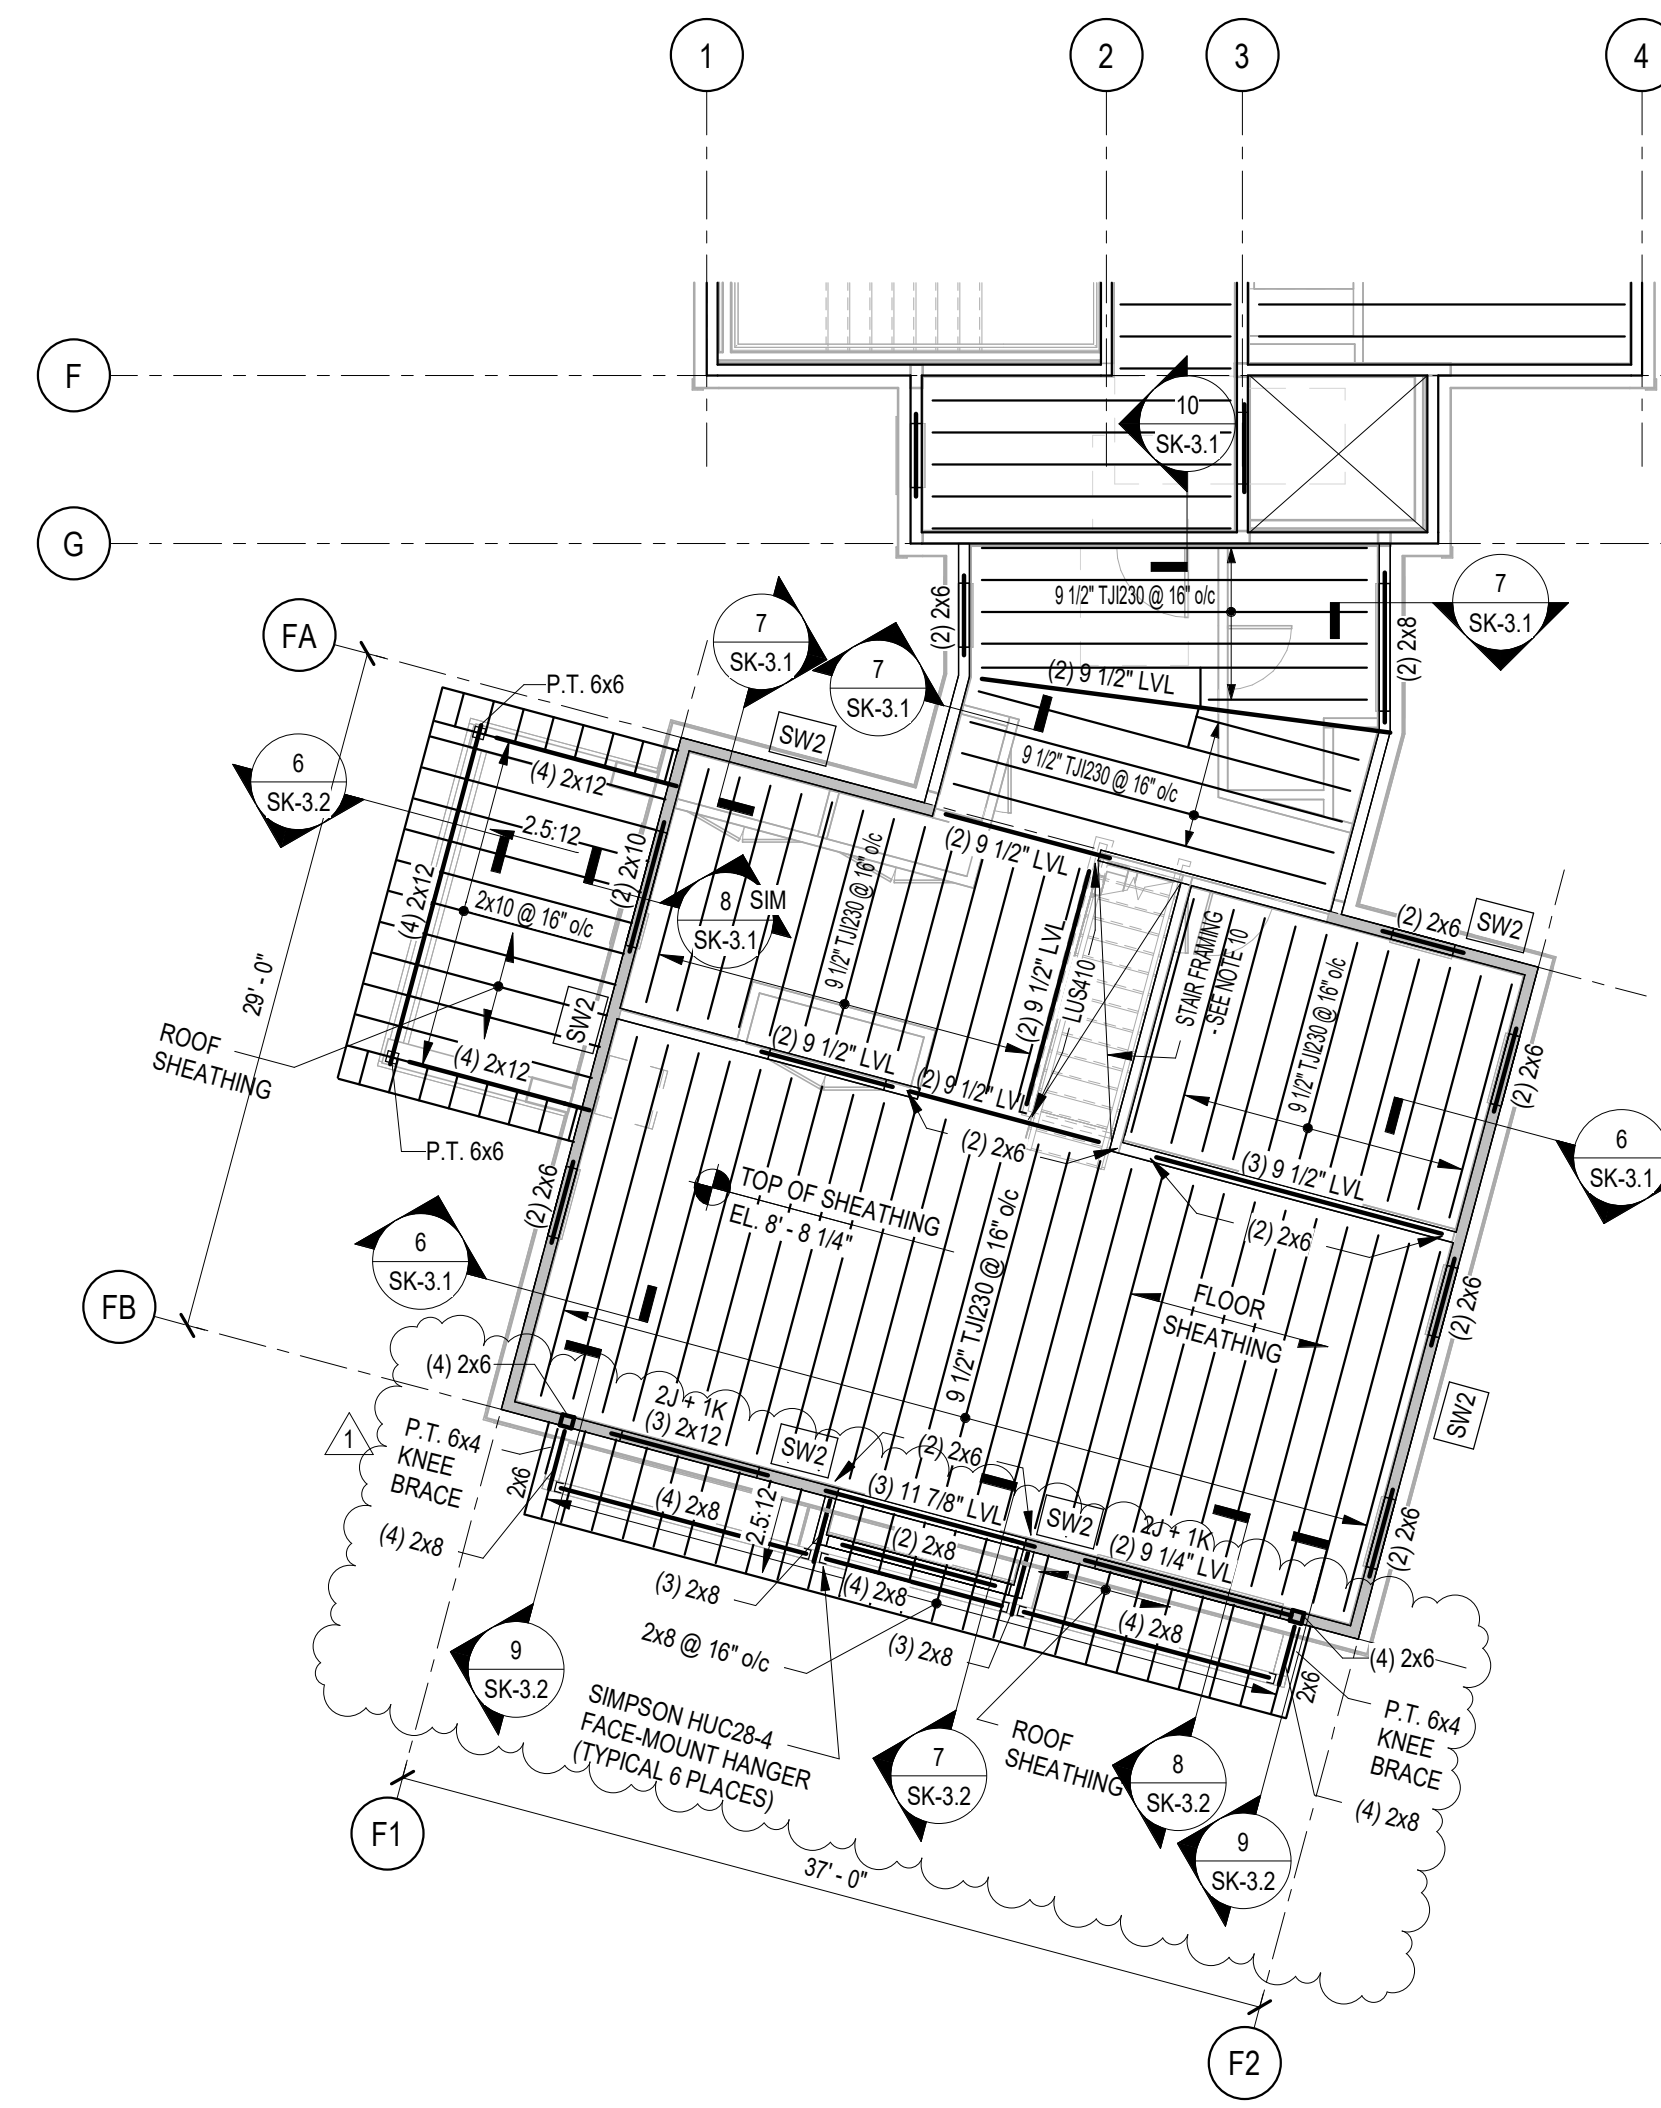 1
2
3
4
F
10
SK-3.1
G
7
SK-3.1
9 1/2" TJI230 @ 16" o/c
(2) 2x6
(2) 2x8
FA
7
SK-3.1
7
SK-3.1
(2) 9 1/2" LVL
P.T. 6x6
SW2
9 1/2" TJI230 @ 16" o/c
6
SK-3.2
(4) 2x12
2.5:12
(2) 2x10
(4) 2x12
2x10 @ 16" o/c
8
SIM
SK-3.1
9 1/2" TJI230 @ 16" o/c
(2) 9 1/2" LVL
(2) 9 1/2" LVL
LUS410
STAIR FRAMING
- SEE NOTE 10
(2) 2x6
SW2
9 1/2" TJI230 @ 16" o/c
29' - 0"
SW2
ROOF
SHEATHING
(4) 2x12
(2) 9 1/2" LVL
(2) 9 1/2" LVL
(2) 2x6
(2) 2x6
P.T. 6x6
(3) 9 1/2" LVL
6
SK-3.1
(2) 2x6
TOP OF SHEATHING
EL. 8' - 8 1/4"
(2) 2x6
9 1/2" TJI230 @ 16" o/c
6
SK-3.1
FLOOR
SHEATHING
(2) 2x6
FB
(4) 2x6
2J + 1K
(3) 2x12
SW2
1
P.T. 6x4
KNEE
BRACE
2x6
SW2
(2) 2x6
(3) 11 7/8" LVL
(4) 2x8
2.5:12
SW2
2J + 1K
(2) 9 1/4" LVL
(2) 2x6
(4) 2x8
(2) 2x8
(3) 2x8
(4) 2x8
(4) 2x8
2x8 @ 16" o/c
(3) 2x8
(4) 2x6
2x6
9
SK-3.2
SIMPSON HUC28-4
FACE-MOUNT HANGER
(TYPICAL 6 PLACES)
7
SK-3.2
ROOF
SHEATHING
8
SK-3.2
P.T. 6x4
KNEE
BRACE
(4) 2x8
F1
37' - 0"
9
SK-3.2
F2